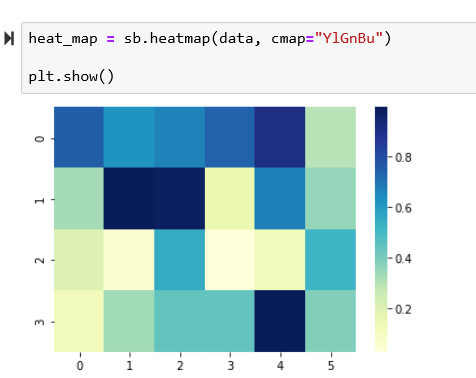 heat_map = sb.heatmap(data, cmap="YlGnBu")
plt.show()
0
1
2
3
0 1 2 3 4 5
0.8
0.6
0.4
0.2